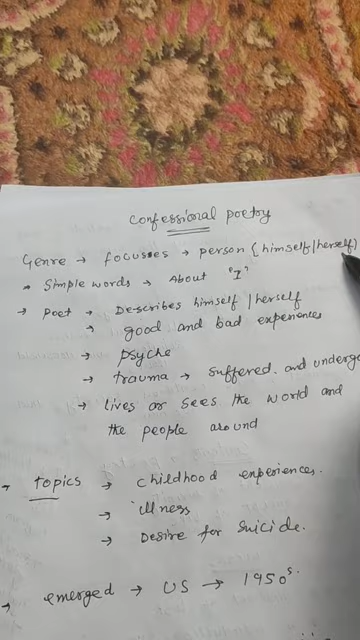 Confessional poetry
Genre → focusses → person {himself/herself}
* Simple words → About "I"
→ Poet → Describes himself/herself
→ good and bad experiences
→ psyche
→ trauma → suffered and undergo
→ lives or sees the world and
the people around
→ topics → childhood experiences.
→ illness
→ Desire for Suicide.
→ emerged → US → 1950s.